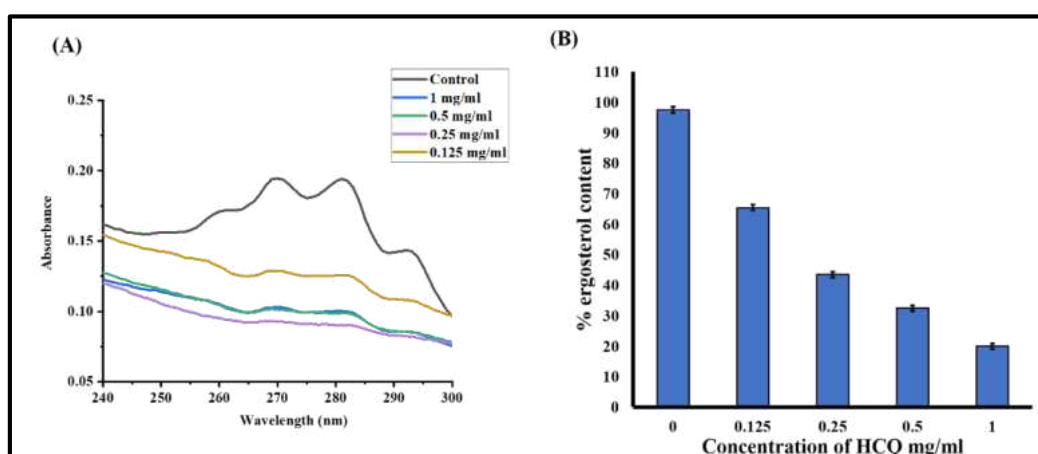 (A)
Control
1 mg/ml
0.5 mg/ml
0.25 mg/ml
0.125 mg/ml
0.25
0.20
0.15
0.10
0.05
Absorbance
240 250 260 270 280 290 300
Wavelength (nm)
(B)
110
100
90
80
70
60
50
40
30
20
10
0
% ergosterol content
0 0.125 0.25 0.5 1
Concentration of HCQ mg/ml